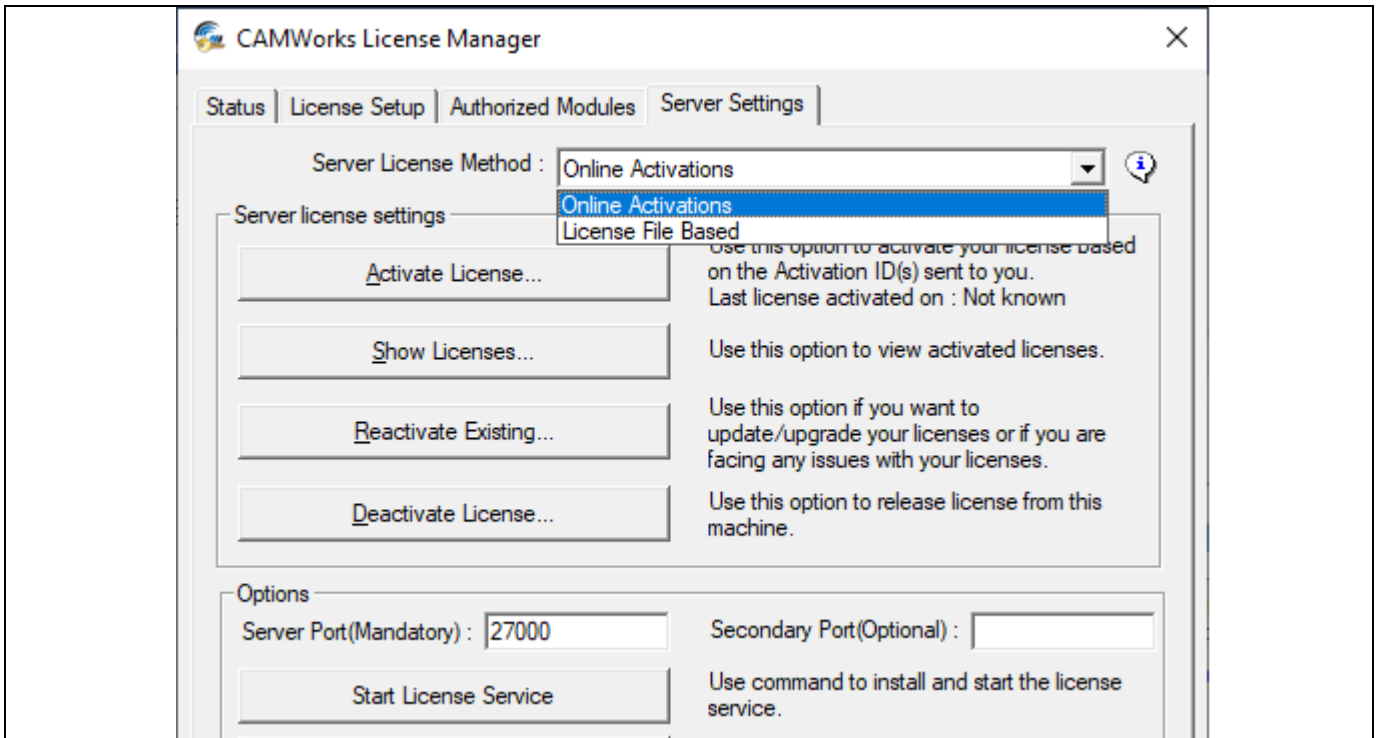 CAMWorks License Manager
Status License Setup Authorized Modules Server Settings
Server License Method : Online Activations
Online Activations
License File Based
Server license settings
Activate License...
Use this option to activate your license based
on the Activation ID(s) sent to you.
Last license activated on : Not known
Show Licenses...
Use this option to view activated licenses.
Reactivate Existing...
Use this option if you want to
update/upgrade your licenses or if you are
facing any issues with your licenses.
Deactivate License...
Use this option to release license from this
machine.
Options
Server Port(Mandatory) : 27000 Secondary Port(Optional) :
Start License Service
Use command to install and start the license
service.